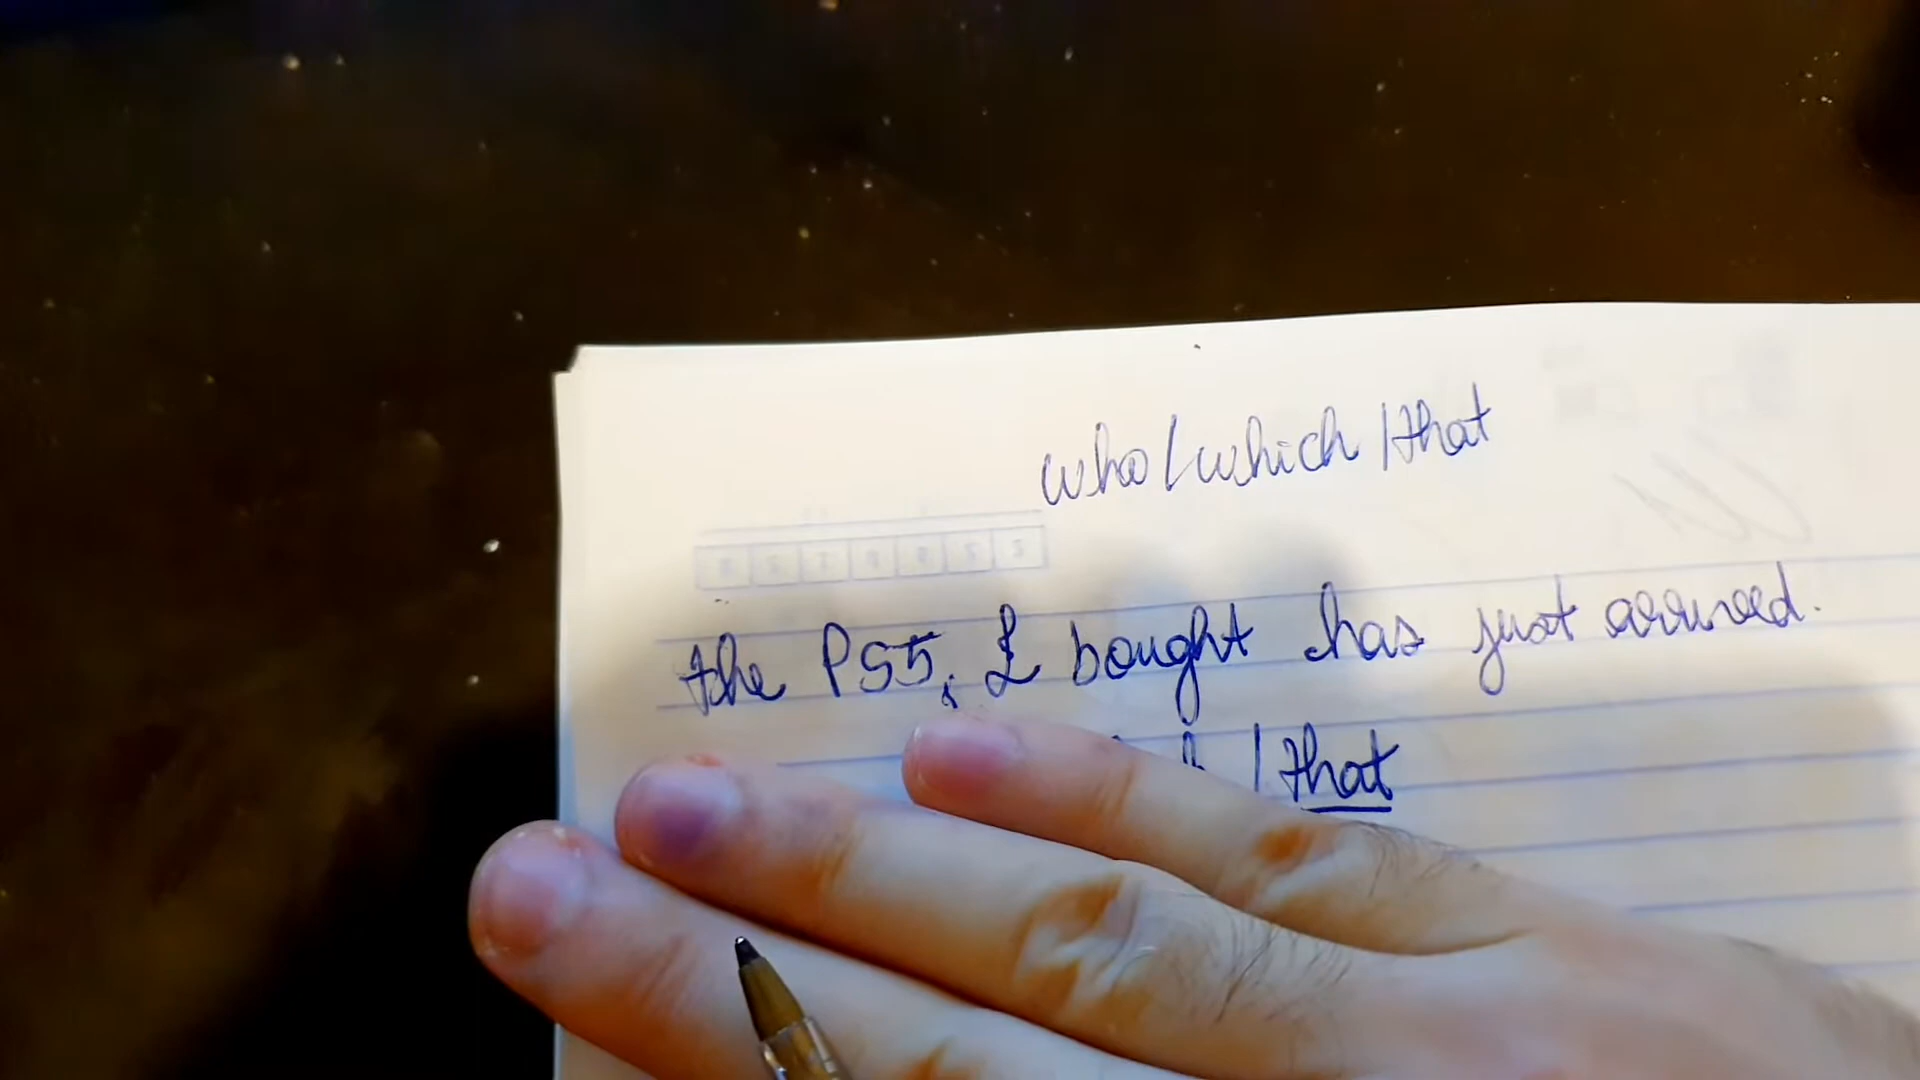 who/which/that
the PS5, I bought has just arrived.
/that